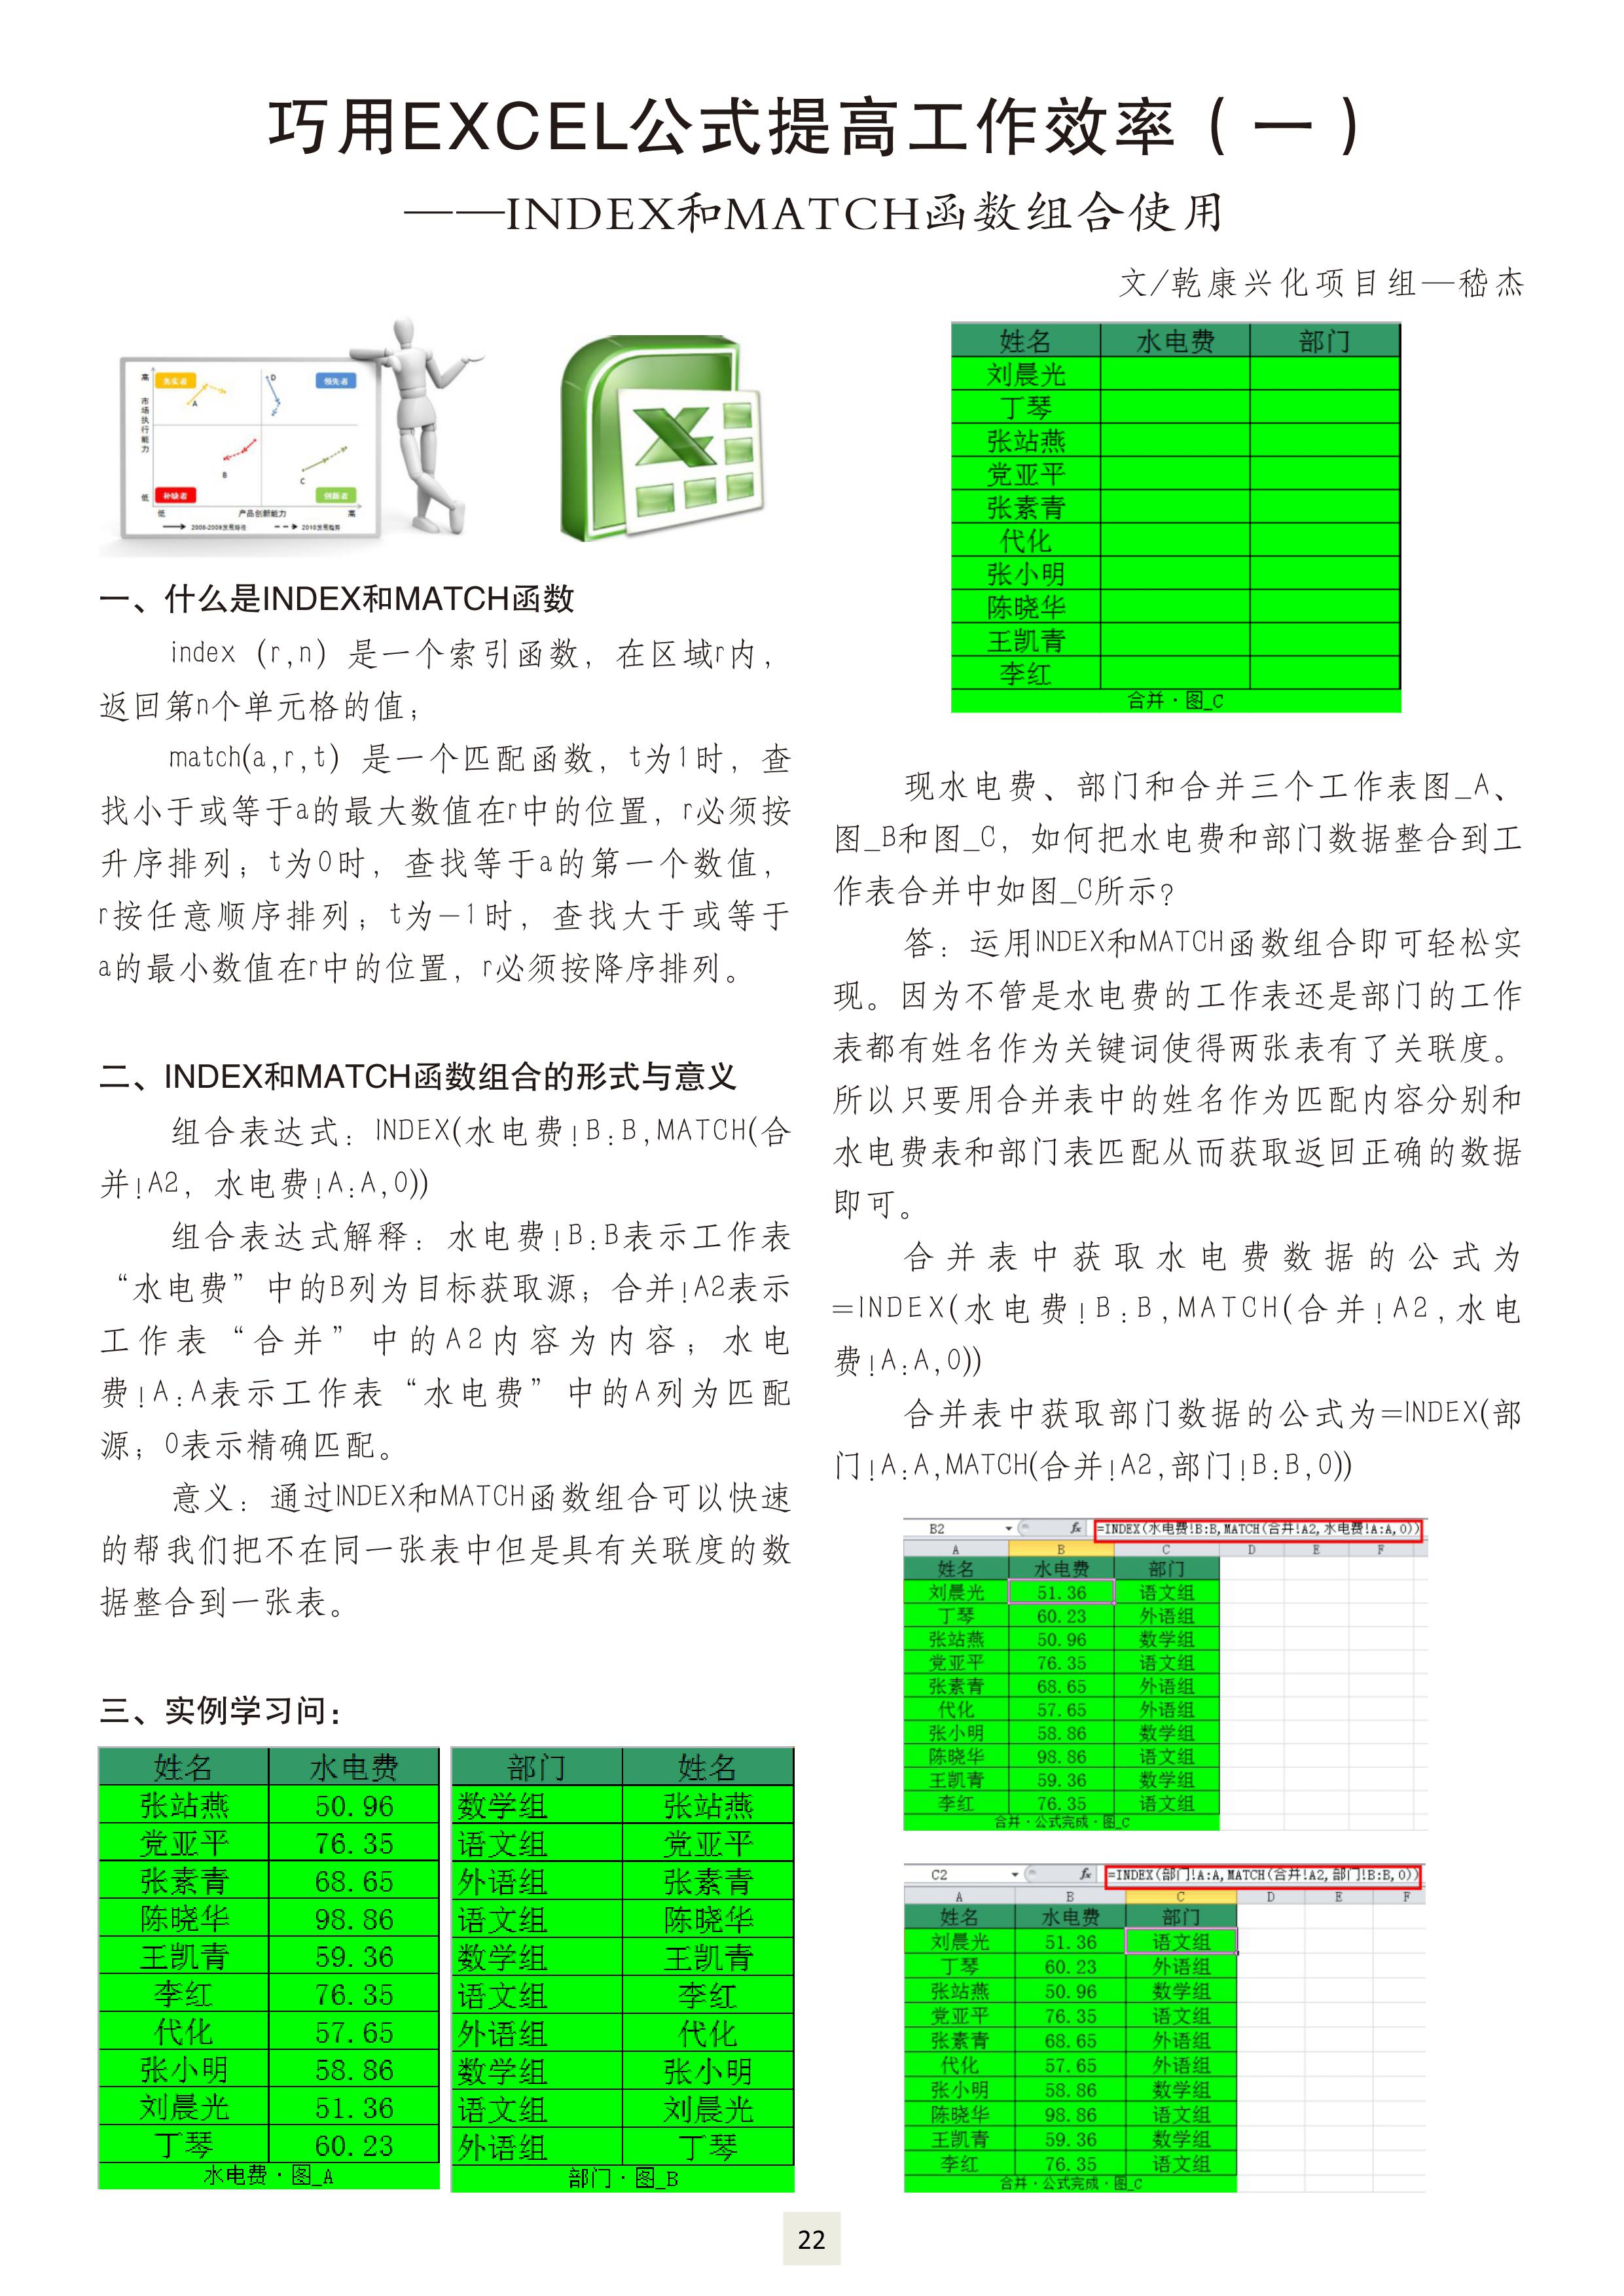 巧用EXCEL公式提高工作效率（一）
——INDEX和MATCH函数组合使用
文/乾康兴化项目组—嵇杰
高
市场执行能力
低
领先者
A
D
B
C
补缺者
创新者
低
产品创新能力
高
一、什么是INDEX和MATCH函数
index（r,n）是一个索引函数，在区域r内，
返回第n个单元格的值；
match(a,r,t）是一个匹配函数，t为1时，查
找小于或等于a的最大数值在r中的位置，r必须按
升序排列；t为0时，查找等于a的第一个数值，
r按任意顺序排列；t为-1时，查找大于或等于
a的最小数值在r中的位置，r必须按降序排列。
二、INDEX和MATCH函数组合的形式与意义
组合表达式：INDEX(水电费!B:B,MATCH(合
并!A2，水电费!A:A,0))
组合表达式解释：水电费!B:B表示工作表
“水电费”中的B列为目标获取源；合并!A2表示
工作表“合并”中的A2内容为内容；水电
费!A:A表示工作表“水电费”中的A列为匹配
源；0表示精确匹配。
意义：通过INDEX和MATCH函数组合可以快速
的帮我们把不在同一张表中但是具有关联度的数
据整合到一张表。
三、实例学习问：
姓名 水电费
张站燕 50.96
党亚平 76.35
张素青 68.65
陈晓华 98.86
王凯青 59.36
李红 76.35
代化 57.65
张小明 58.86
刘晨光 51.36
丁琴 60.23
水电费·图_A
部门 姓名
数学组 张站燕
语文组 党亚平
外语组 张素青
语文组 陈晓华
数学组 王凯青
语文组 李红
外语组 代化
数学组 张小明
语文组 刘晨光
外语组 丁琴
部门·图_B
姓名 水电费 部门
刘晨光
丁琴
张站燕
党亚平
张素青
代化
张小明
陈晓华
王凯青
李红
合并·图_C
现水电费、部门和合并三个工作表图_A、
图_B和图_C，如何把水电费和部门数据整合到工
作表合并中如图_C所示?
答：运用INDEX和MATCH函数组合即可轻松实
现。因为不管是水电费的工作表还是部门的工作
表都有姓名作为关键词使得两张表有了关联度。
所以只要用合并表中的姓名作为匹配内容分别和
水电费表和部门表匹配从而获取返回正确的数据
即可。
合并表中获取水电费数据的公式为
=INDEX(水电费!B:B,MATCH(合并!A2,水电
费!A:A,0))
合并表中获取部门数据的公式为=INDEX(部
门!A:A,MATCH(合并!A2,部门!B:B,0))
B2 fx =INDEX(水电费!B:B,MATCH(合并!A2,水电费!A:A,0))
A B C D E F
姓名 水电费 部门
刘晨光 51.36 语文组
丁琴 60.23 外语组
张站燕 50.96 数学组
党亚平 76.35 语文组
张素青 68.65 外语组
代化 57.65 外语组
张小明 58.86 数学组
陈晓华 98.86 语文组
王凯青 59.36 数学组
李红 76.35 语文组
合并·公式完成·图_C
C2 fx =INDEX(部门!A:A,MATCH(合并!A2,部门!B:B,0))
A B C D E F
姓名 水电费 部门
刘晨光 51.36 语文组
丁琴 60.23 外语组
张站燕 50.96 数学组
党亚平 76.35 语文组
张素青 68.65 外语组
代化 57.65 外语组
张小明 58.86 数学组
陈晓华 98.86 语文组
王凯青 59.36 数学组
李红 76.35 语文组
合并·公式完成·图_C
22